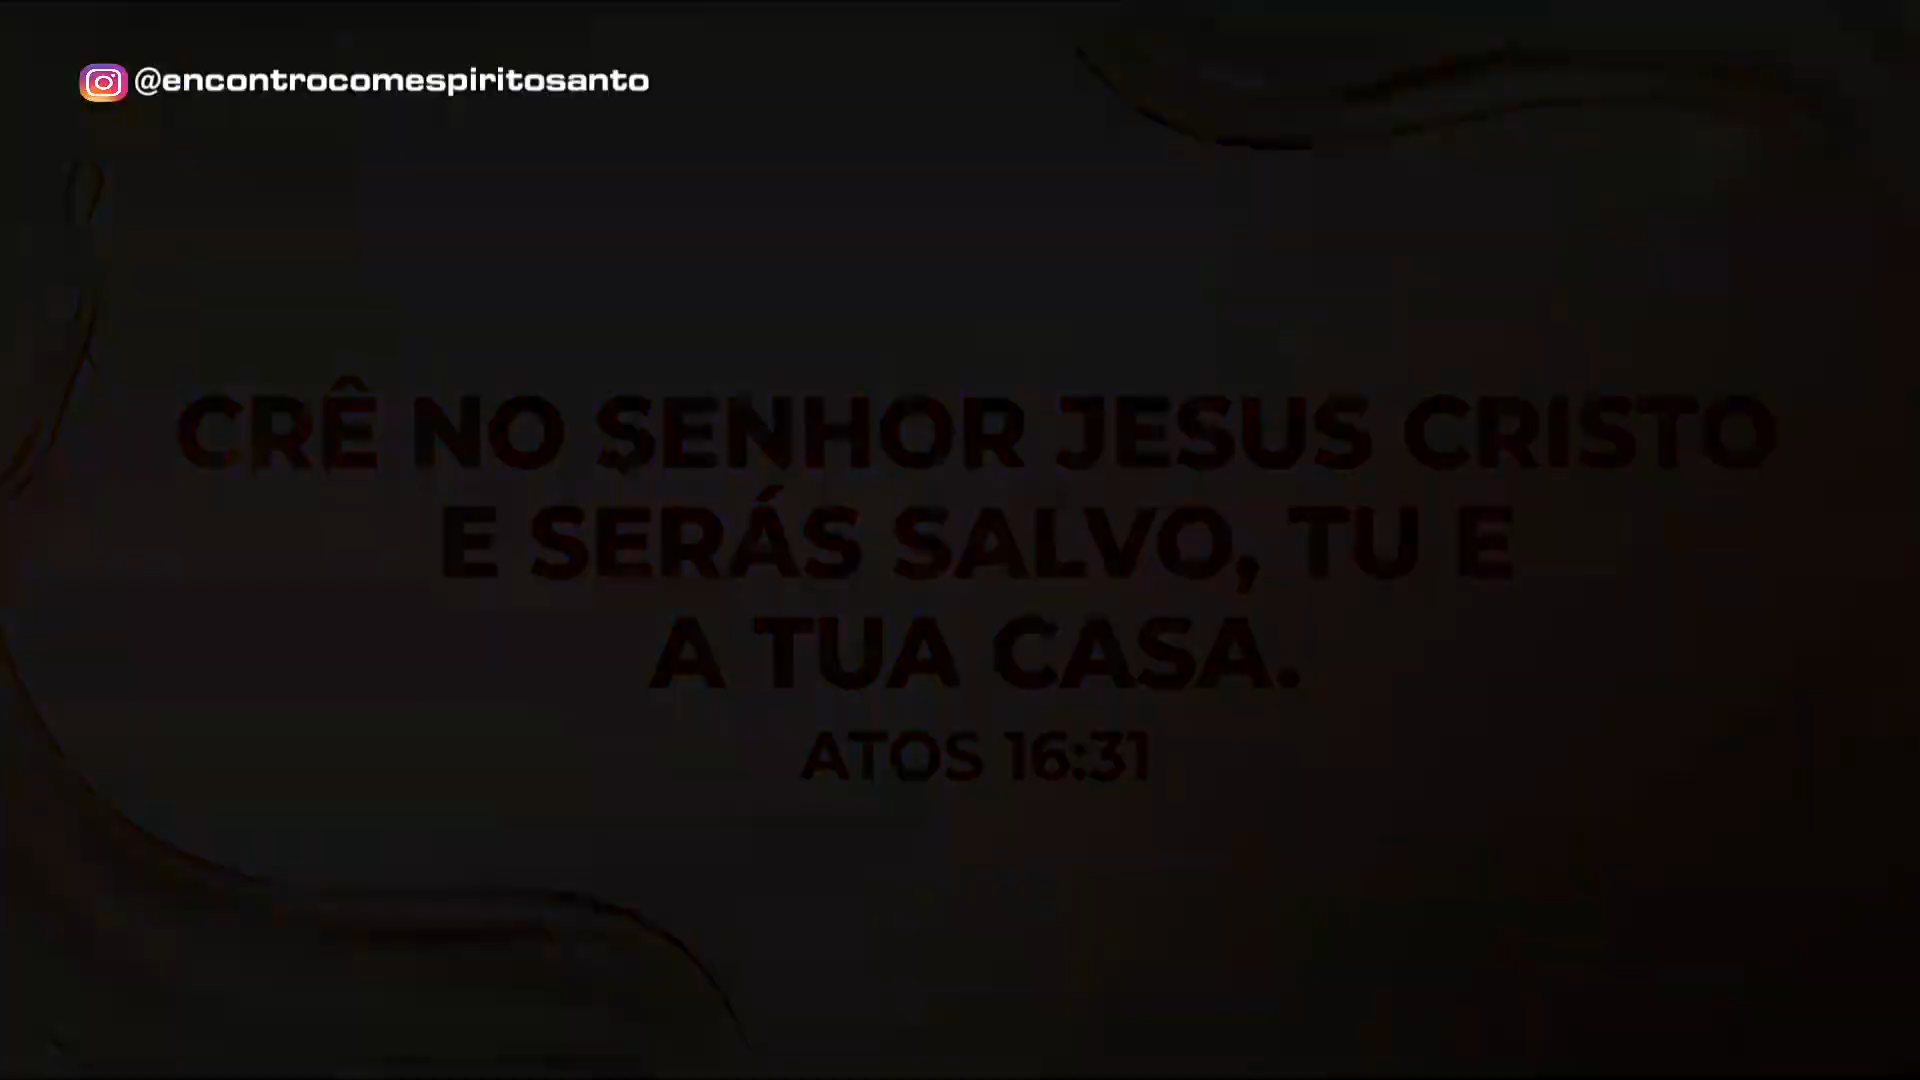 @encontrocomespiritosanto
CRÊ NO SENHOR JESUS CRISTO
E SERÁS SALVO, TU E
A TUA CASA.
ATOS 16:31